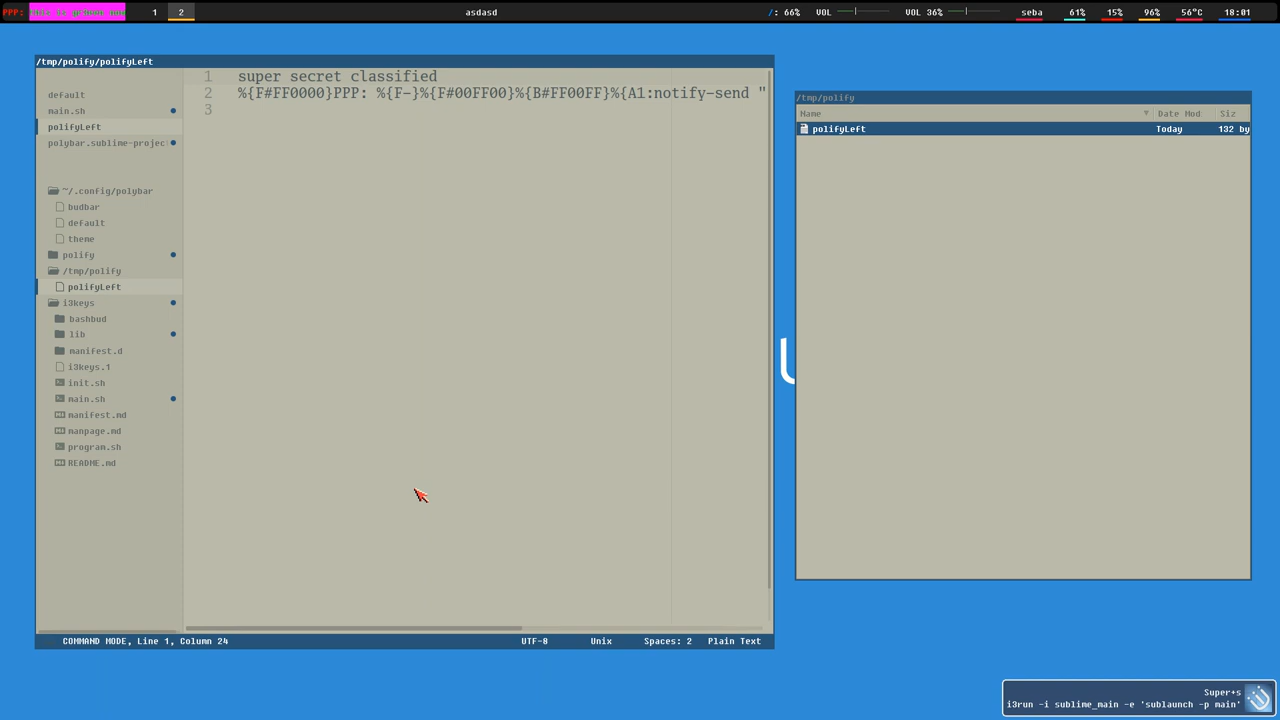 PPP:
1
2
asdasd
/: 66%
VOL
VOL 36%
seba
61%
15%
96%
56°C
18:01
/tmp/polify/polifyLeft
default
main.sh
polifyLeft
polybar.sublime-projec
~/.config/polybar
budbar
default
theme
polify
/tmp/polify
polifyLeft
i3keys
bashbud
lib
manifest.d
i3keys.1
init.sh
main.sh
manifest.md
manpage.md
program.sh
README.md
1 super secret classified
2 %{F#FF0000}PPP: %{F-}%{F#00FF00}%{B#FF00FF}%{A1:notify-send "
3
COMMAND MODE, Line 1, Column 24
UTF-8
Unix
Spaces: 2
Plain Text
/tmp/polify
Name
Date Mod
Siz
polifyLeft
Today
132 by
Super+s
i3run -i sublime_main -e 'sublaunch -p main'